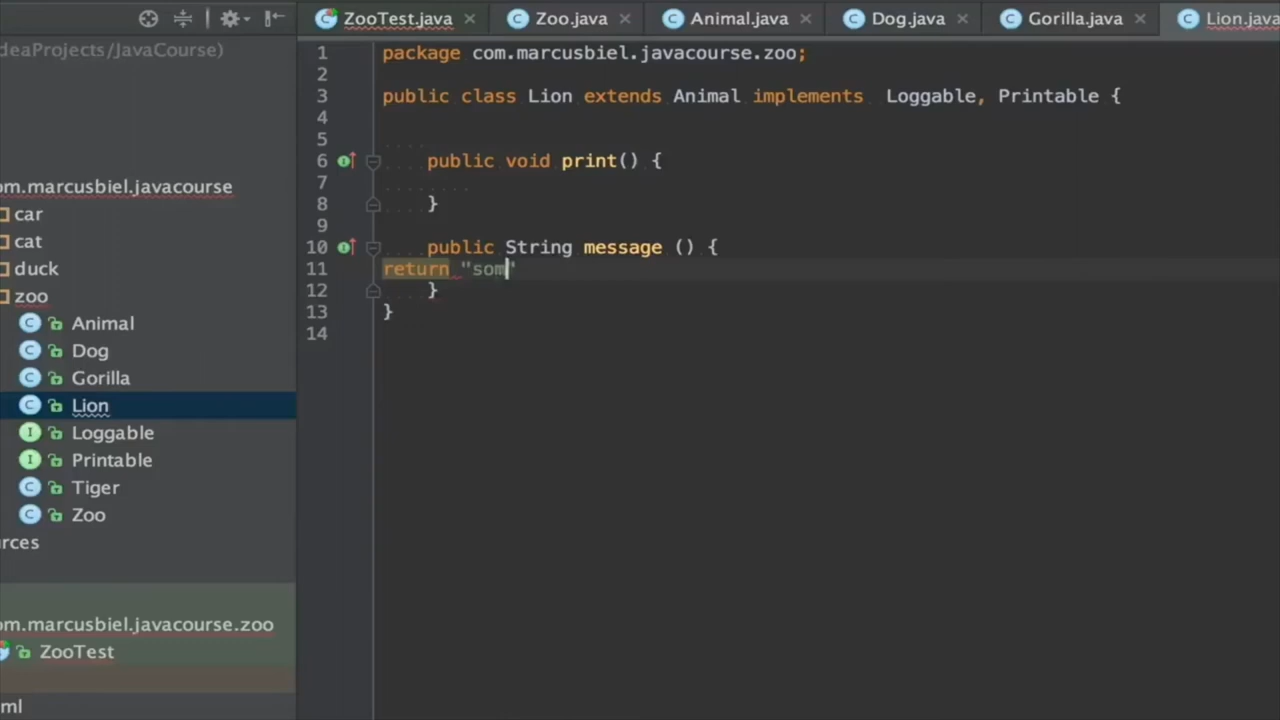 ZooTest.java Zoo.java Animal.java Dog.java Gorilla.java Lion.java
deaProjects/JavaCourse)
om.marcusbiel.javacourse
car
cat
duck
zoo
Animal
Dog
Gorilla
Lion
Loggable
Printable
Tiger
Zoo
urces
om.marcusbiel.javacourse.zoo
ZooTest
ml
1 package com.marcusbiel.javacourse.zoo;
2
3 public class Lion extends Animal implements  Loggable, Printable {
4
5
6 public void print() {
7
8 }
9
10 public String message () {
11 return "som"
12 }
13 }
14